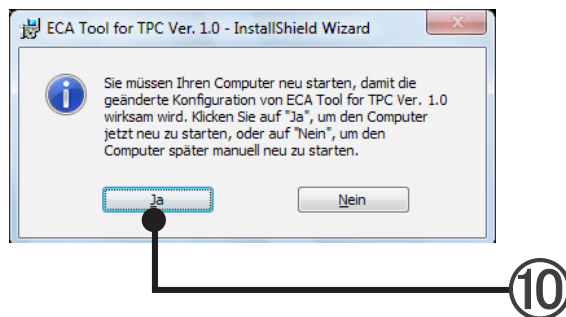 ECA Tool for TPC Ver. 1.0 - InstallShield Wizard
Sie müssen Ihren Computer neu starten, damit die
geänderte Konfiguration von ECA Tool for TPC Ver. 1.0
wirksam wird. Klicken Sie auf "Ja", um den Computer
jetzt neu zu starten, oder auf "Nein", um den
Computer später manuell neu zu starten.
Ja Nein
⑩